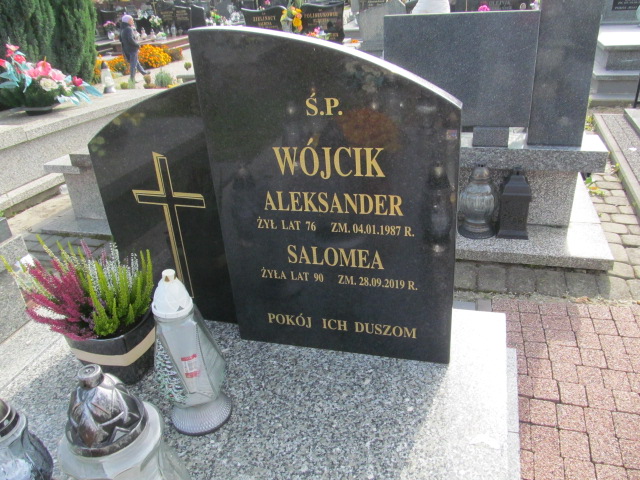 Ś.P.
WÓJCIK
ALEKSANDER
ŻYŁ LAT 76 ZM. 04.01.1987 R.
SALOMEA
ŻYŁA LAT 90 ZM. 28.09.2019 R.
POKÓJ ICH DUSZOM